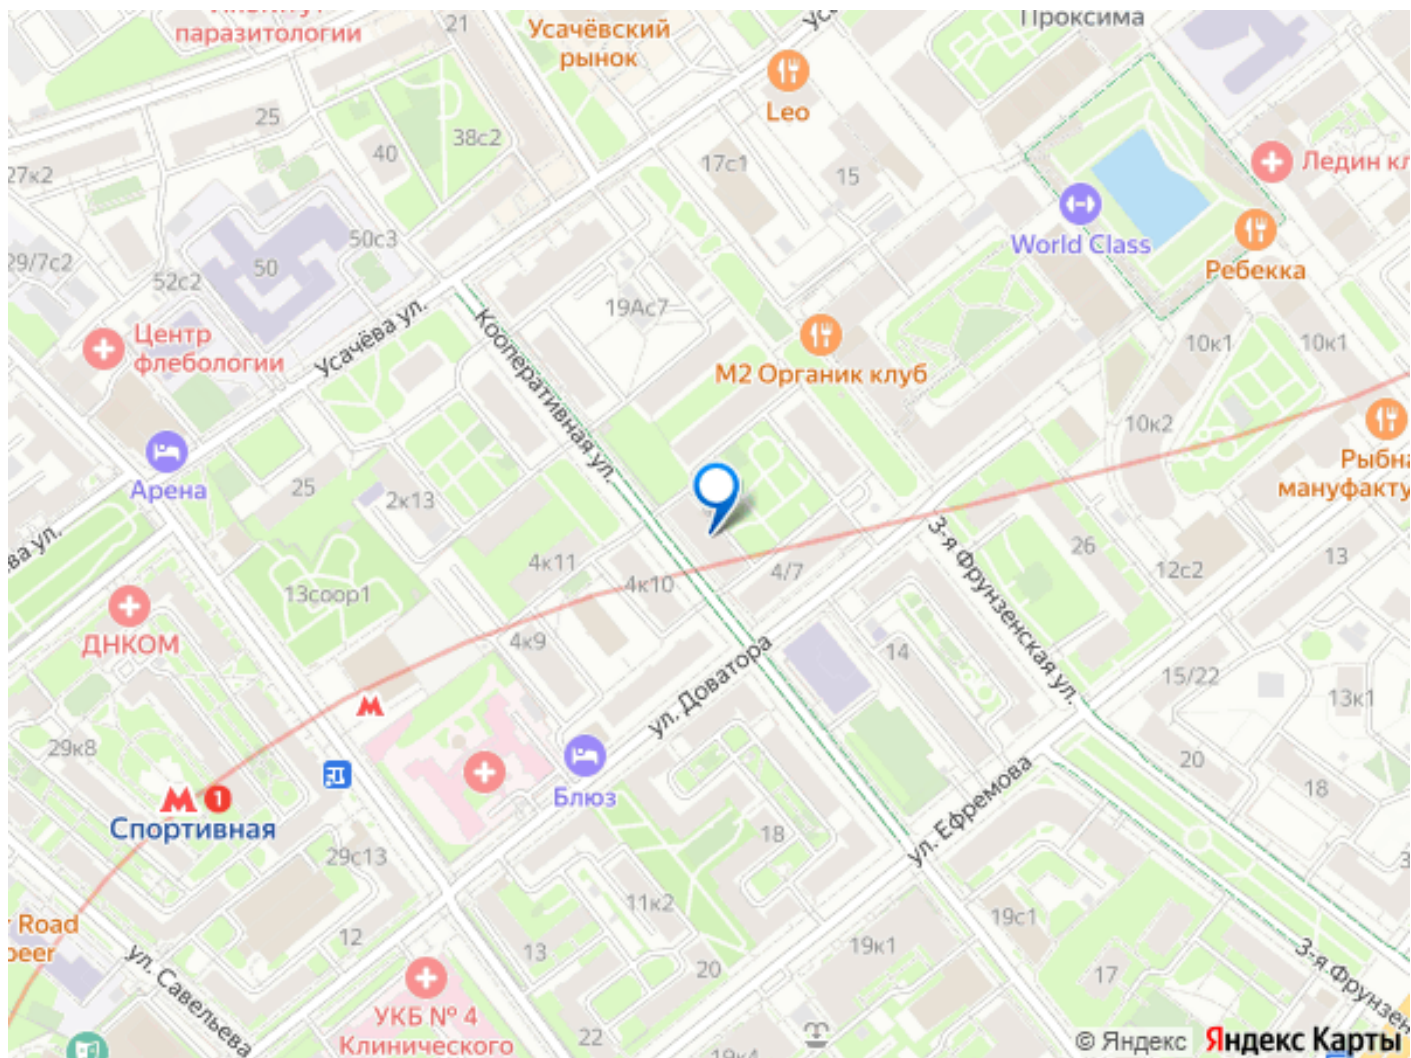 паразитологии
21
Усачёвский
рынок
Проксима
Leo
25
38с2
40
17с1
15
Ледин кл
27к2
50с3
World Class
29/7с2
50
52с2
19Ас7
Ребекка
Центр
флебологии
Усачёва ул.
Кооперативная ул.
М2 Органик клуб
10к1
10к1
10к2
Арена
25
2к13
Рыбна
мануфакту
ва ул.
3-я Фрунзенская ул.
26
13
12с2
4к11
4к10
4/7
13соор1
ДНКОМ
4к9
14
15/22
13к1
ул. Доватора
29к8
20
18
Блюз
1
Спортивная
18
ул. Ефремова
29с13
11к2
19с1
Road
beer
12
13
19к1
ул. Савельева
20
17
3-я Фрунзен
УКБ № 4
Клинического
22
19к4
© Яндекс
Яндекс Карты